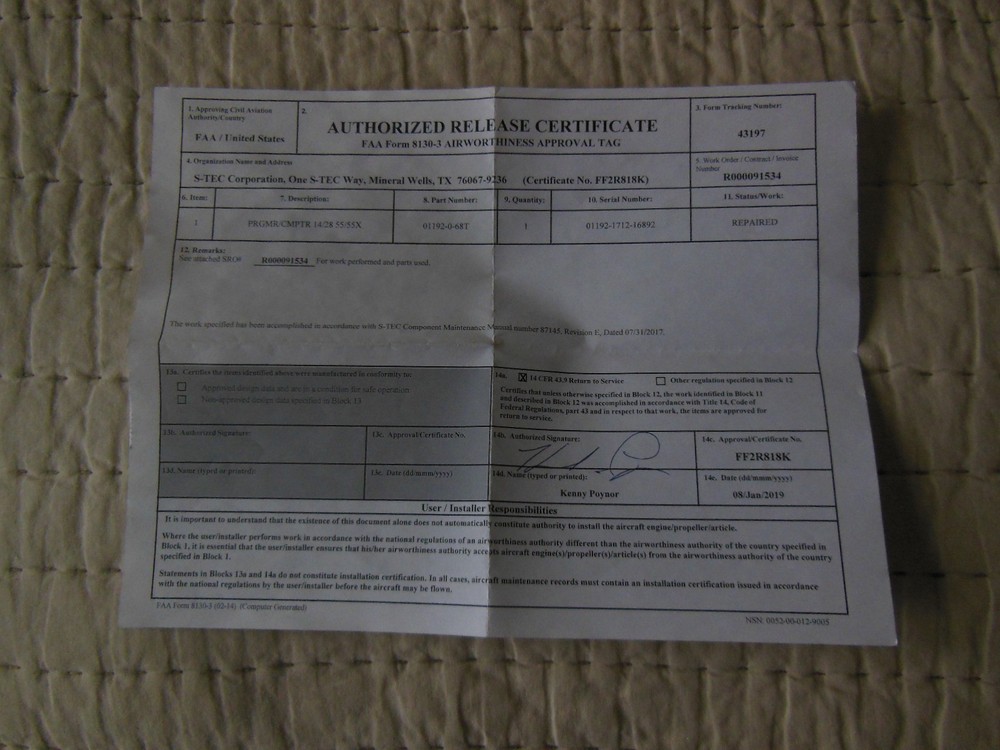 1. Approving Civil Aviation
Authority/Country
FAA / United States
2.
AUTHORIZED RELEASE CERTIFICATE
FAA Form 8130-3 AIRWORTHINESS APPROVAL TAG
3. Form Tracking Number:
43197
4. Organization Name and Address
S-TEC Corporation, One S-TEC Way, Mineral Wells, TX 76067-9236 (Certificate No. FF2R818K)
5. Work Order / Contract / Invoice
Number
R000091534
6. Item: 7. Description: 8. Part Number: 9. Quantity: 10. Serial Number: 11. Status/Work:
1 PRGMR/CMPTR 14/28 55/55X 01192-0-68T 1 01192-1712-16892 REPAIRED
12. Remarks:
See attached SRO# R000091534 For work performed and parts used.
The work specified has been accomplished in accordance with S-TEC Component Maintenance Manual number 87145, Revision E, Dated 07/31/2017.
13a. Certifies the items identified above were manufactured in conformity to:
Approved design data and are in a condition for safe operation
Non-approved design data specified in Block 13
14a. 14 CFR 43.9 Return to Service Other regulation specified in Block 12
Certifies that unless otherwise specified in Block 12, the work identified in Block 11
and described in Block 12 was accomplished in accordance with Title 14, Code of
Federal Regulations, part 43 and in respect to that work, the items are approved for
return to service.
13b. Authorized Signature:
13c. Approval/Certificate No.
14b. Authorized Signature:
14c. Approval/Certificate No.
FF2R818K
13d. Name (typed or printed):
13e. Date (dd/mmm/yyyy)
14d. Name (typed or printed):
Kenny Poynor
14e. Date (dd/mmm/yyyy)
08/Jan/2019
User / Installer Responsibilities
It is important to understand that the existence of this document alone does not automatically constitute authority to install the aircraft engine/propeller/article.
Where the user/installer performs work in accordance with the national regulations of an airworthiness authority different than the airworthiness authority of the country specified in
Block 1, it is essential that the user/installer ensures that his/her airworthiness authority accepts aircraft engine(s)/propeller(s)/article(s) from the airworthiness authority of the country
specified in Block 1.
Statements in Blocks 13a and 14a do not constitute installation certification. In all cases, aircraft maintenance records must contain an installation certification issued in accordance
with the national regulations by the user/installer before the aircraft may be flown.
FAA Form 8130-3 (02-14) (Computer Generated)
NSN: 0052-00-012-9005